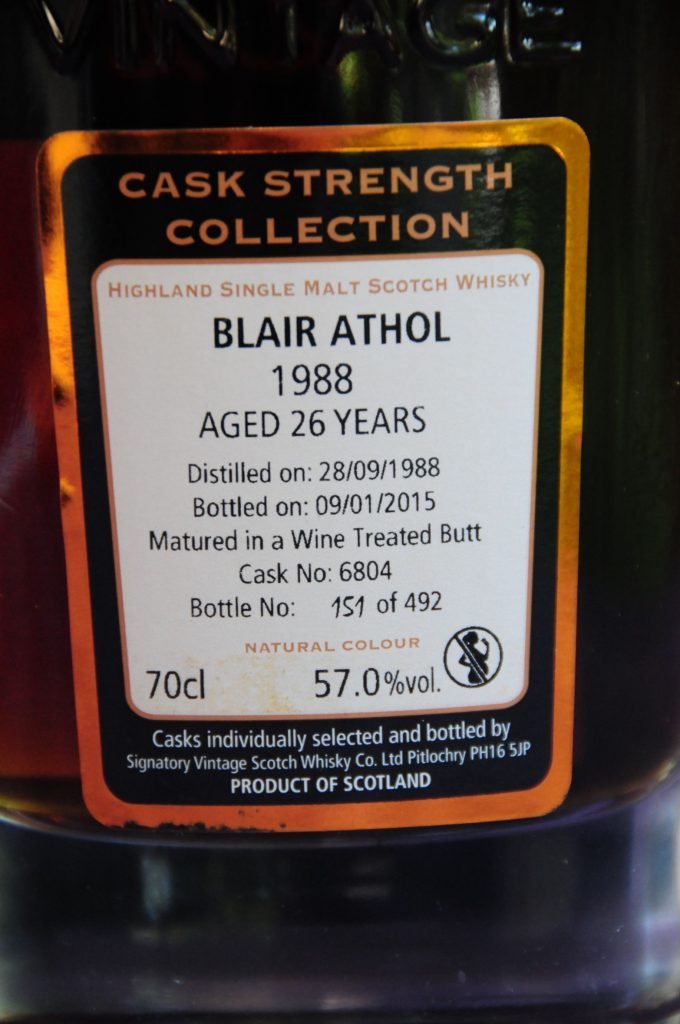 VINTAGE
CASK STRENGTH
COLLECTION
HIGHLAND SINGLE MALT SCOTCH WHISKY
BLAIR ATHOL
1988
AGED 26 YEARS
Distilled on: 28/09/1988
Bottled on: 09/01/2015
Matured in a Wine Treated Butt
Cask No: 6804
Bottle No: 151 of 492
NATURAL COLOUR
70cl 57.0%vol.
Casks individually selected and bottled by
Signatory Vintage Scotch Whisky Co. Ltd Pitlochry PH16 5JP
PRODUCT OF SCOTLAND